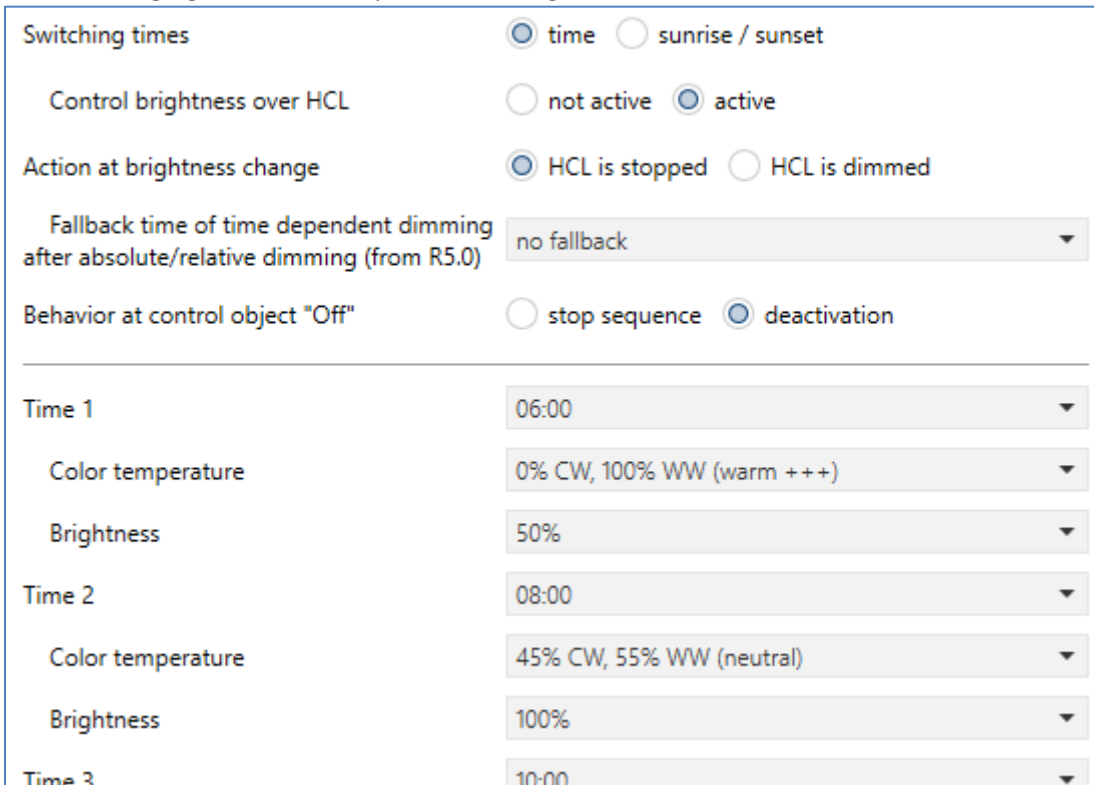 Switching times time sunrise / sunset
Control brightness over HCL not active active
Action at brightness change HCL is stopped HCL is dimmed
Fallback time of time dependent dimming
after absolute/relative dimming (from R5.0) no fallback
Behavior at control object "Off" stop sequence deactivation
Time 1 06:00
Color temperature 0% CW, 100% WW (warm +++)
Brightness 50%
Time 2 08:00
Color temperature 45% CW, 55% WW (neutral)
Brightness 100%
Time 3 10:00